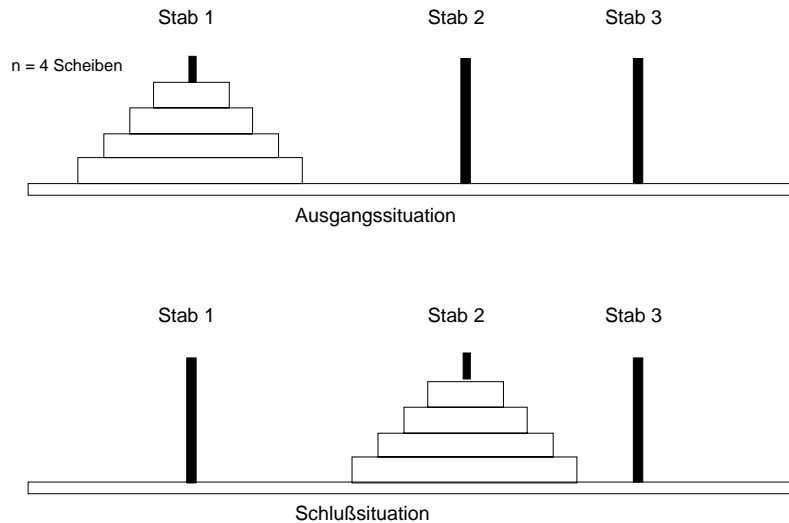 Stab 1 Stab 2 Stab 3
n = 4 Scheiben
Ausgangssituation
Stab 1 Stab 2 Stab 3
Schlußsituation